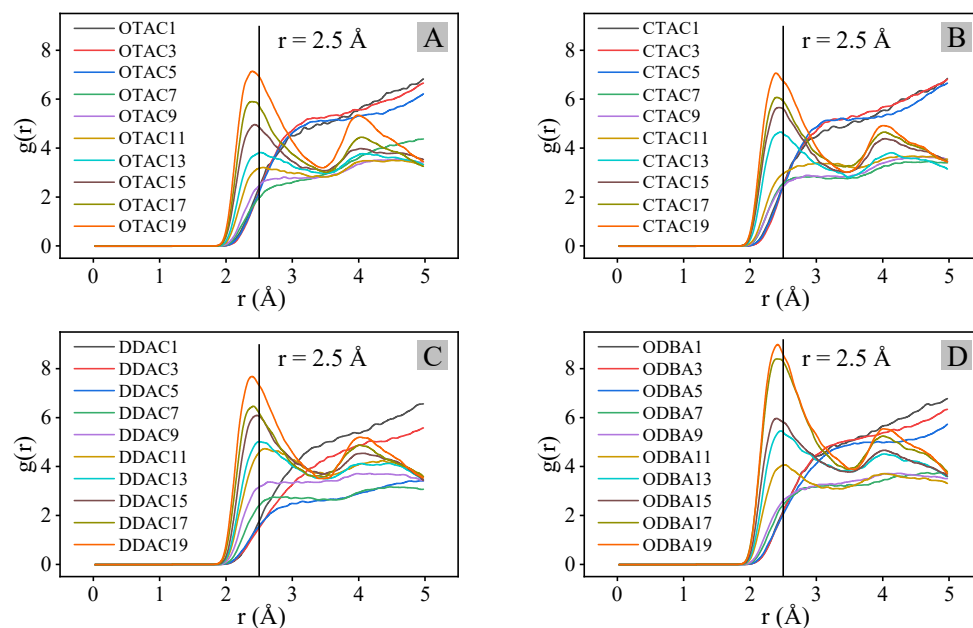 A
r = 2.5 Å
OTAC1
OTAC3
OTAC5
OTAC7
OTAC9
OTAC11
OTAC13
OTAC15
OTAC17
OTAC19
g(r)
8
6
4
2
0
0 1 2 3 4 5
r (Å)
B
r = 2.5 Å
CTAC1
CTAC3
CTAC5
CTAC7
CTAC9
CTAC11
CTAC13
CTAC15
CTAC17
CTAC19
g(r)
8
6
4
2
0
0 1 2 3 4 5
r (Å)
C
r = 2.5 Å
DDAC1
DDAC3
DDAC5
DDAC7
DDAC9
DDAC11
DDAC13
DDAC15
DDAC17
DDAC19
g(r)
8
6
4
2
0
0 1 2 3 4 5
r (Å)
D
r = 2.5 Å
ODBA1
ODBA3
ODBA5
ODBA7
ODBA9
ODBA11
ODBA13
ODBA15
ODBA17
ODBA19
g(r)
8
6
4
2
0
0 1 2 3 4 5
r (Å)